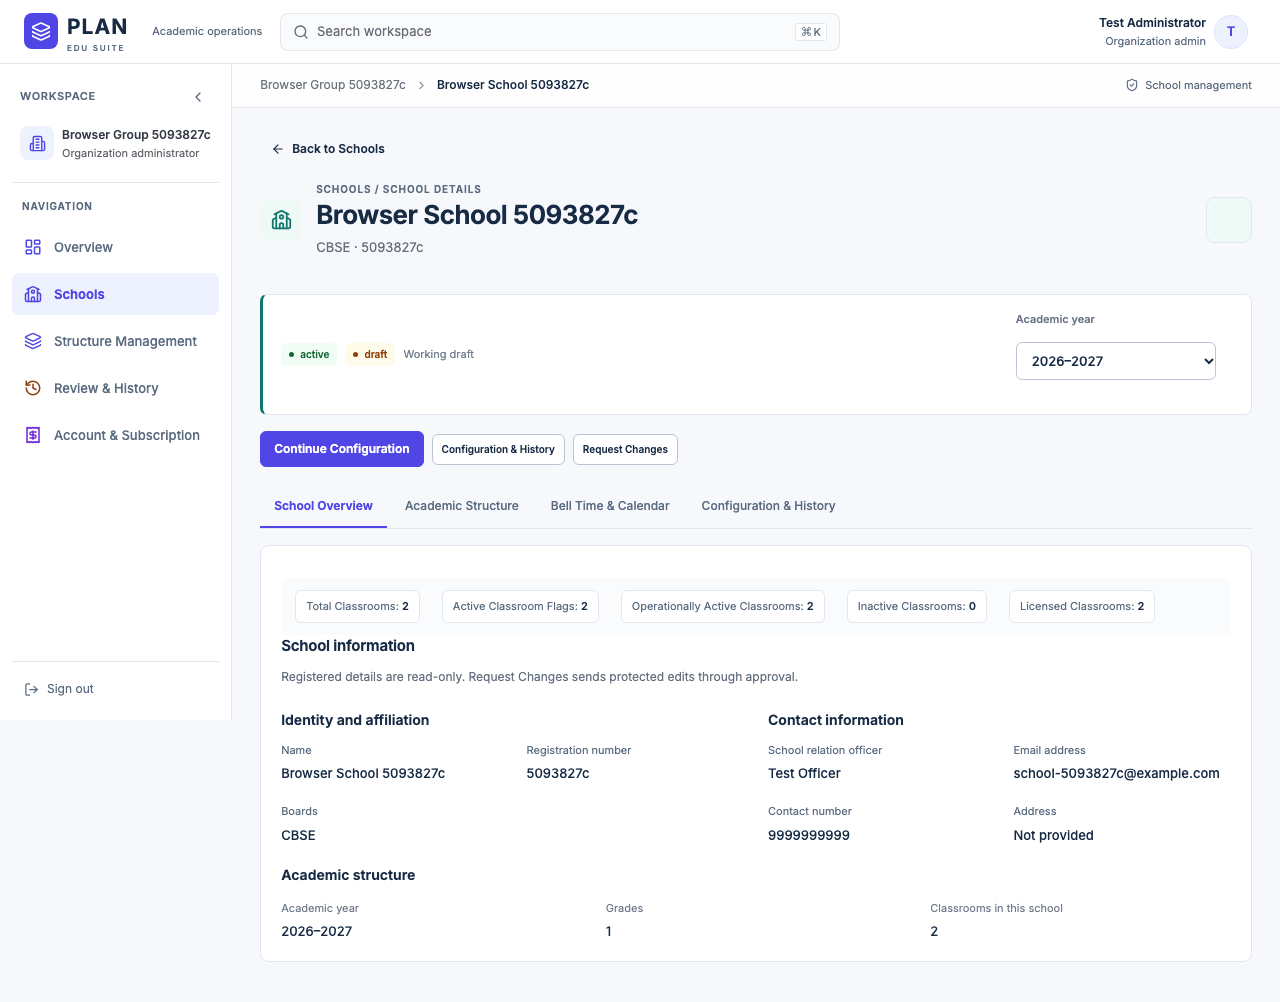 PLAN
EDU SUITE
Academic operations
Search workspace
⌘ K
Test Administrator
Organization admin
T
WORKSPACE
Browser Group 5093827c
Organization administrator
NAVIGATION
Overview
Schools
Structure Management
Review & History
Account & Subscription
Sign out
Browser Group 5093827c > Browser School 5093827c
School management
Back to Schools
SCHOOLS / SCHOOL DETAILS
Browser School 5093827c
CBSE · 5093827c
active draft Working draft
Academic year
2026–2027
Continue Configuration
Configuration & History
Request Changes
School Overview
Academic Structure
Bell Time & Calendar
Configuration & History
Total Classrooms: 2
Active Classroom Flags: 2
Operationally Active Classrooms: 2
Inactive Classrooms: 0
Licensed Classrooms: 2
School information
Registered details are read-only. Request Changes sends protected edits through approval.
Identity and affiliation
Name
Browser School 5093827c
Registration number
5093827c
Boards
CBSE
Contact information
School relation officer
Test Officer
Email address
school-5093827c@example.com
Contact number
9999999999
Address
Not provided
Academic structure
Academic year
2026–2027
Grades
1
Classrooms in this school
2